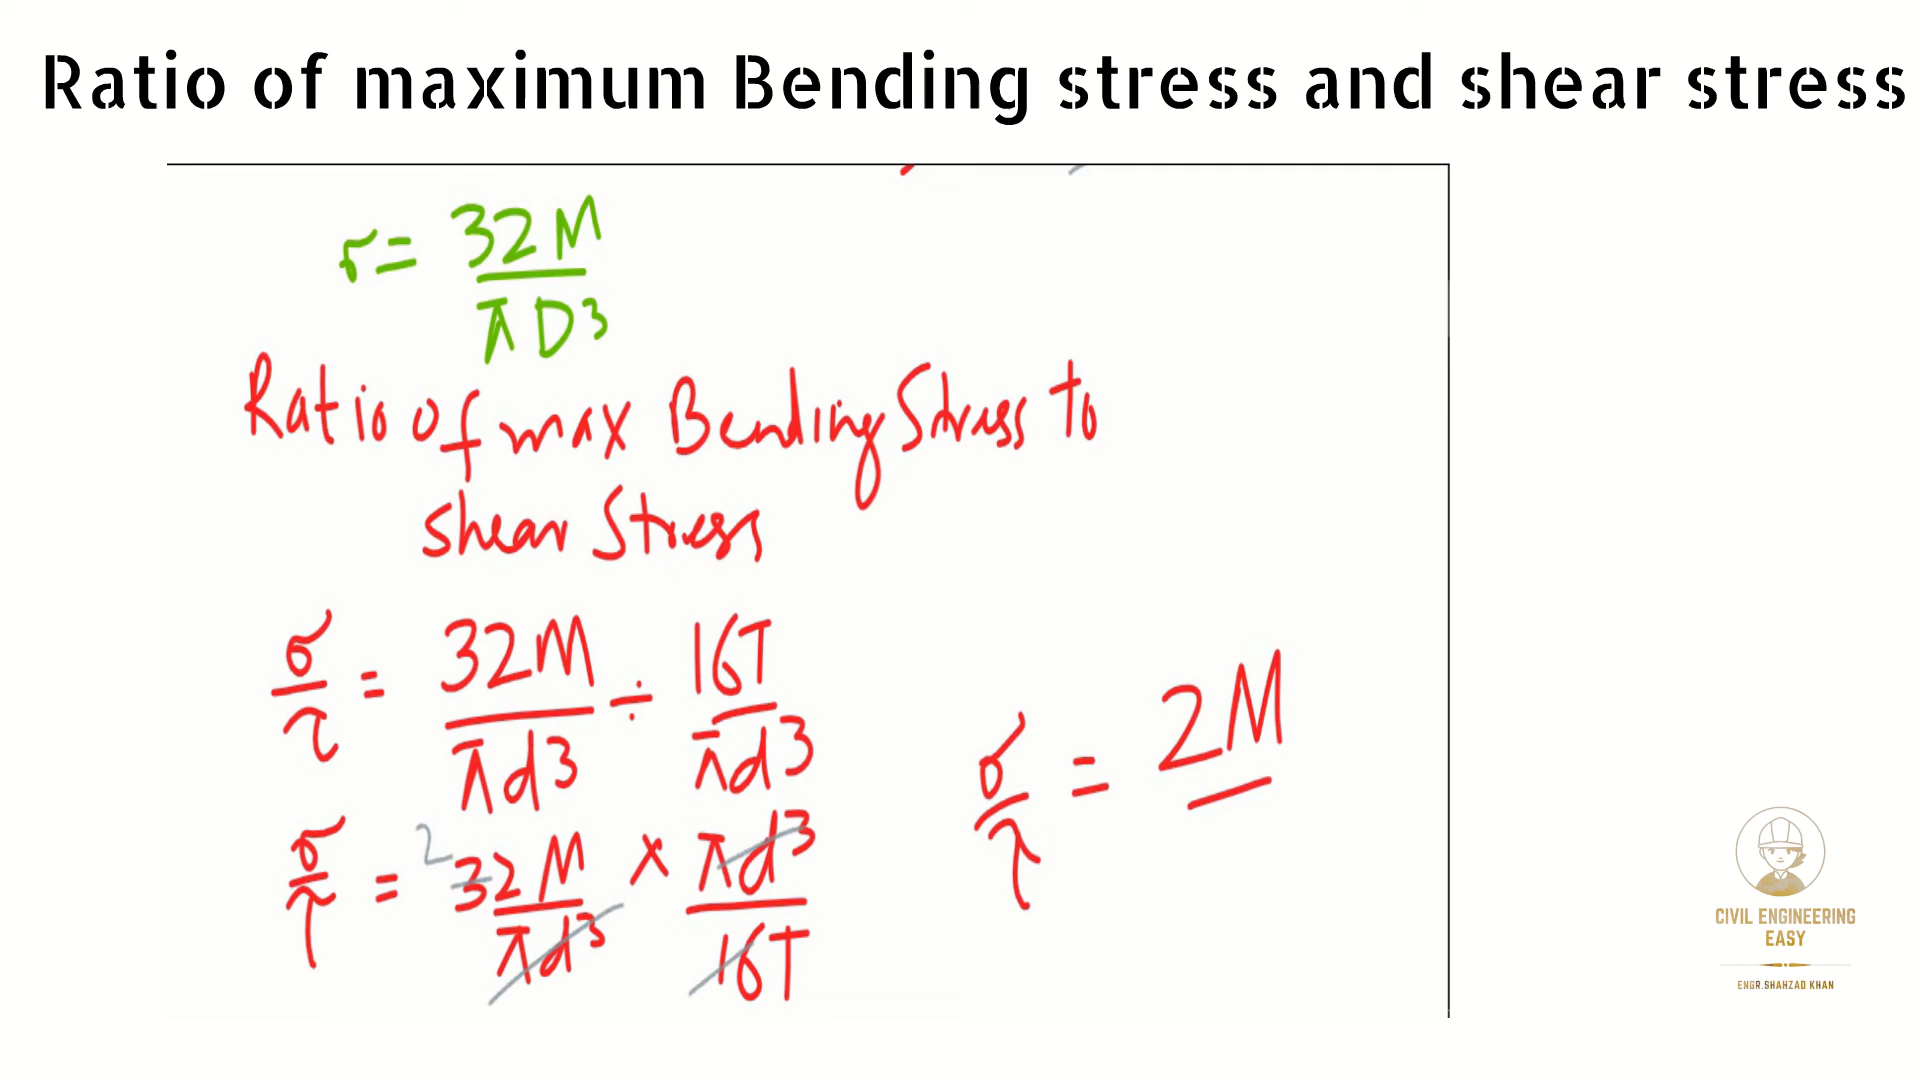 Ratio of maximum Bending stress and shear stress
σ = 32M / πD³
Ratio of max Bending Stress to
shear Stress
σ/τ = 32M/πd³ ÷ 16T/πd³
σ/τ = 2 32M/πd³ × πd³/16T
σ/τ = 2M
CIVIL ENGINEERING
EASY
ENGR.SHAHZAD KHAN